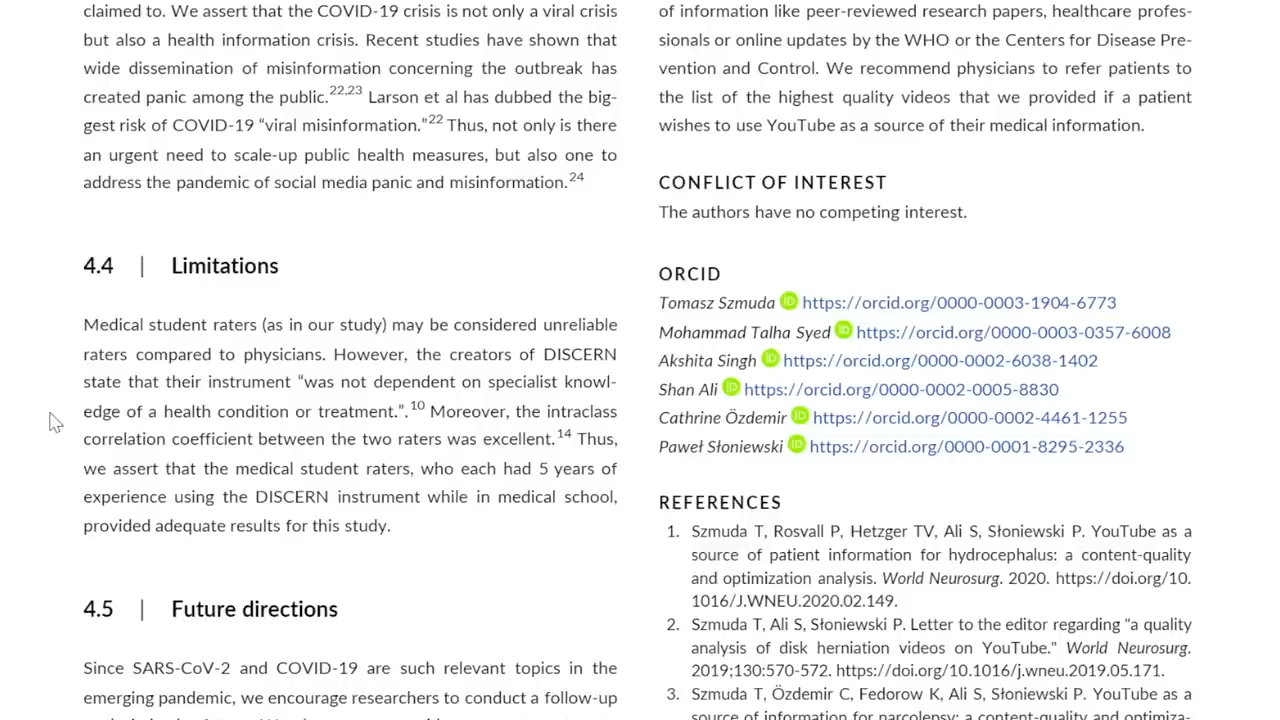 claimed to. We assert that the COVID-19 crisis is not only a viral crisis
but also a health information crisis. Recent studies have shown that
wide dissemination of misinformation concerning the outbreak has
created panic among the public.22,23 Larson et al has dubbed the big-
gest risk of COVID-19 “viral misinformation.”22 Thus, not only is there
an urgent need to scale-up public health measures, but also one to
address the pandemic of social media panic and misinformation.24
4.4 | Limitations
Medical student raters (as in our study) may be considered unreliable
raters compared to physicians. However, the creators of DISCERN
state that their instrument “was not dependent on specialist knowl-
edge of a health condition or treatment.”.10 Moreover, the intraclass
correlation coefficient between the two raters was excellent.14 Thus,
we assert that the medical student raters, who each had 5 years of
experience using the DISCERN instrument while in medical school,
provided adequate results for this study.
4.5 | Future directions
Since SARS-CoV-2 and COVID-19 are such relevant topics in the
emerging pandemic, we encourage researchers to conduct a follow-up
of information like peer-reviewed research papers, healthcare profes-
sionals or online updates by the WHO or the Centers for Disease Pre-
vention and Control. We recommend physicians to refer patients to
the list of the highest quality videos that we provided if a patient
wishes to use YouTube as a source of their medical information.
CONFLICT OF INTEREST
The authors have no competing interest.
ORCID
Tomasz Szmuda iD https://orcid.org/0000-0003-1904-6773
Mohammad Talha Syed iD https://orcid.org/0000-0003-0357-6008
Akshita Singh iD https://orcid.org/0000-0002-6038-1402
Shan Ali iD https://orcid.org/0000-0002-0005-8830
Cathrine Özdemir iD https://orcid.org/0000-0002-4461-1255
Paweł Słoniewski iD https://orcid.org/0000-0001-8295-2336
REFERENCES
1. Szmuda T, Rosvall P, Hetzger TV, Ali S, Słoniewski P. YouTube as a
source of patient information for hydrocephalus: a content-quality
and optimization analysis. World Neurosurg. 2020. https://doi.org/10.
1016/J.WNEU.2020.02.149.
2. Szmuda T, Ali S, Słoniewski P. Letter to the editor regarding "a quality
analysis of disk herniation videos on YouTube." World Neurosurg.
2019;130:570-572. https://doi.org/10.1016/j.wneu.2019.05.171.
3. Szmuda T, Özdemir C, Fedorow K, Ali S, Słoniewski P. YouTube as a
source of information for narcolepsy: a content-quality and optimiza-